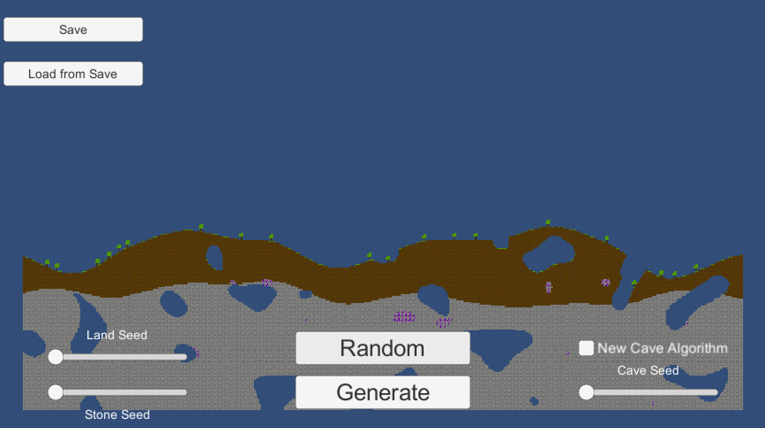 Save
Load from Save
Land Seed
Random
New Cave Algorithm
Cave Seed
Generate
Stone Seed